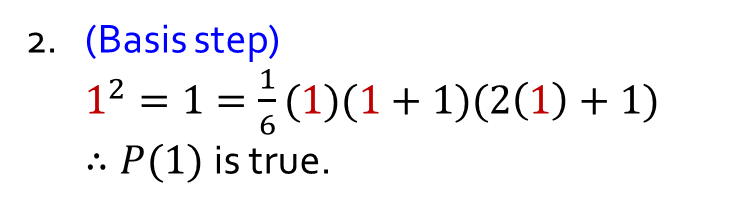 2. (Basis step)
1² = 1 = 1/6 (1)(1 + 1)(2(1) + 1)
∴ P(1) is true.